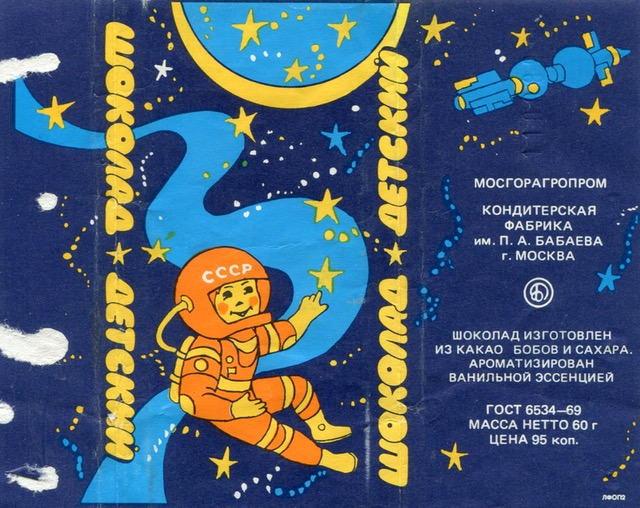 ШОКОЛАД ★ ДЕТСКИЙ
СССР
ШОКОЛАД ★ ДЕТСКИЙ
МОСГОРАГРОПРОМ
КОНДИТЕРСКАЯ
ФАБРИКА
им. П. А. БАБАЕВА
г. МОСКВА
ШОКОЛАД ИЗГОТОВЛЕН
ИЗ КАКАО БОБОВ И САХАРА.
АРОМАТИЗИРОВАН
ВАНИЛЬНОЙ ЭССЕНЦИЕЙ
ГОСТ 6534—69
МАССА НЕТТО 60 г
ЦЕНА 95 коп.
ЛФОП2